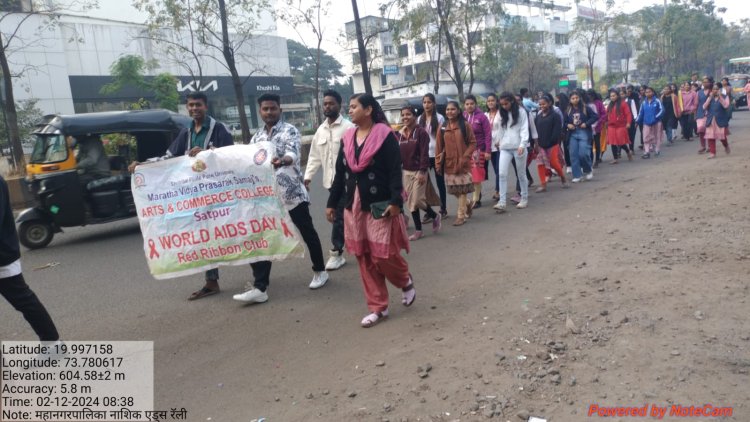 Khushi Kia
Maratha Vidya Prasarak Samaj's
ARTS & COMMERCE COLLEGE
Satpur
WORLD AIDS DAY
Red Ribbon Club
Latitude: 19.997158
Longitude: 73.780617
Elevation: 604.58±2 m
Accuracy: 5.8 m
Time: 02-12-2024 08:38
Note: महानगरपालिका नाशिक एड्स रॅली
Powered by NoteCam